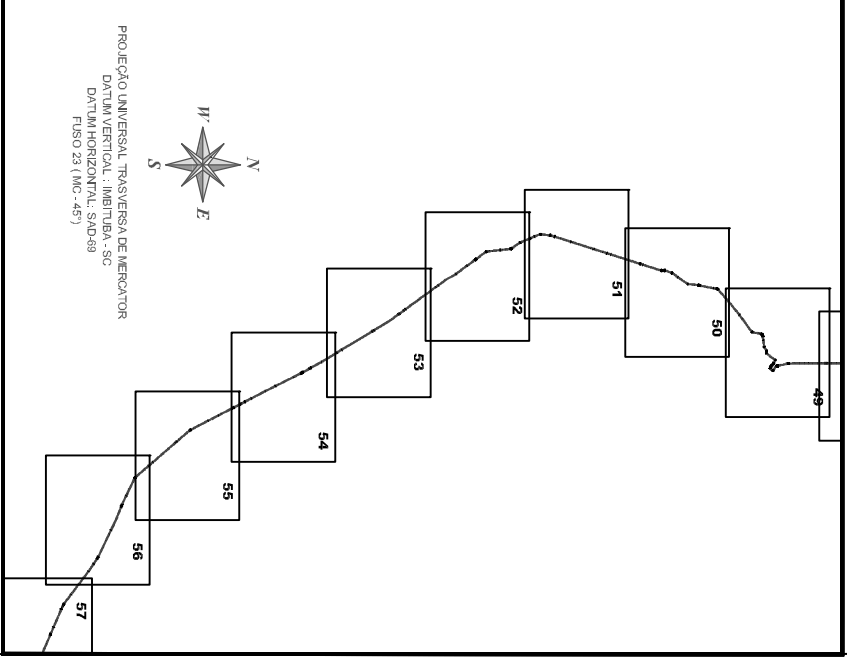 PROJEÇÃO UNIVERSAL TRASVERSA DE MERCATOR
DATUM VERTICAL : IMBITUBA - SC
DATUM HORIZONTAL: SAD-69
FUSO 23 ( MC - 45°)
N
W
E
S
49
50
51
52
53
54
55
56
57